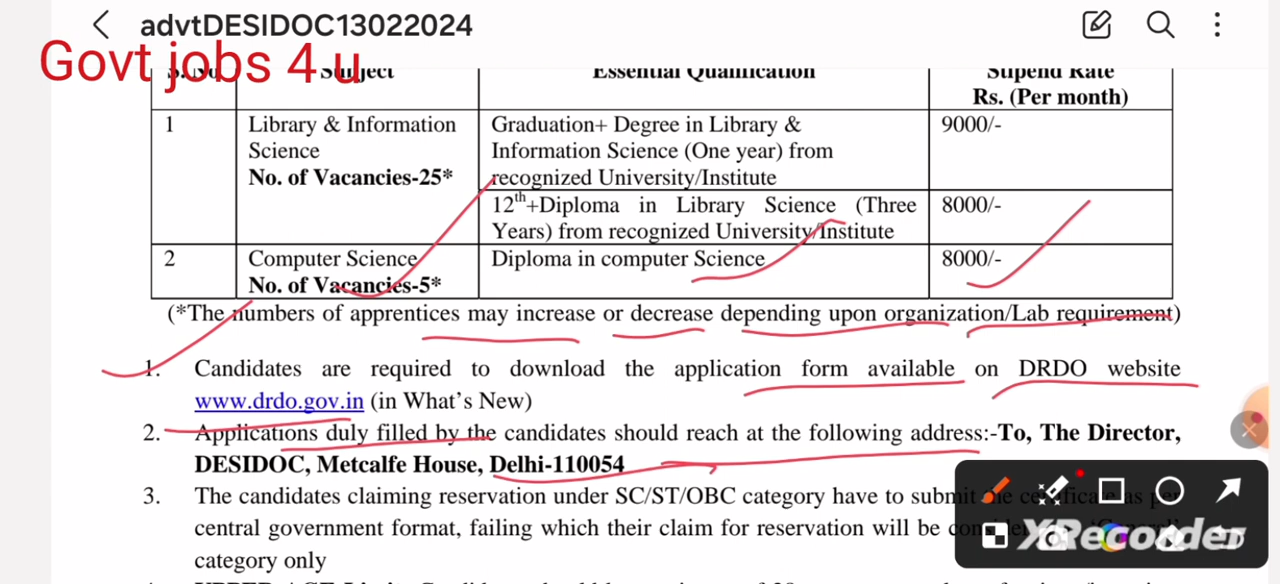 advtDESIDOC13022024
Govt jobs 4 u
S. No Subject Essential Qualification Stipend Rate
Rs. (Per month)
1 Library & Information Graduation+ Degree in Library & 9000/-
Science Information Science (One year) from
No. of Vacancies-25* recognized University/Institute
12th+Diploma in Library Science (Three 8000/-
Years) from recognized University/Institute
2 Computer Science Diploma in computer Science 8000/-
No. of Vacancies-5*
(*The numbers of apprentices may increase or decrease depending upon organization/Lab requirement)
1. Candidates are required to download the application form available on DRDO website
www.drdo.gov.in (in What's New)
2. Applications duly filled by the candidates should reach at the following address:-To, The Director,
DESIDOC, Metcalfe House, Delhi-110054
3. The candidates claiming reservation under SC/ST/OBC category have to submit
central government format, failing which their claim for reservation will be
category only
XRecorder